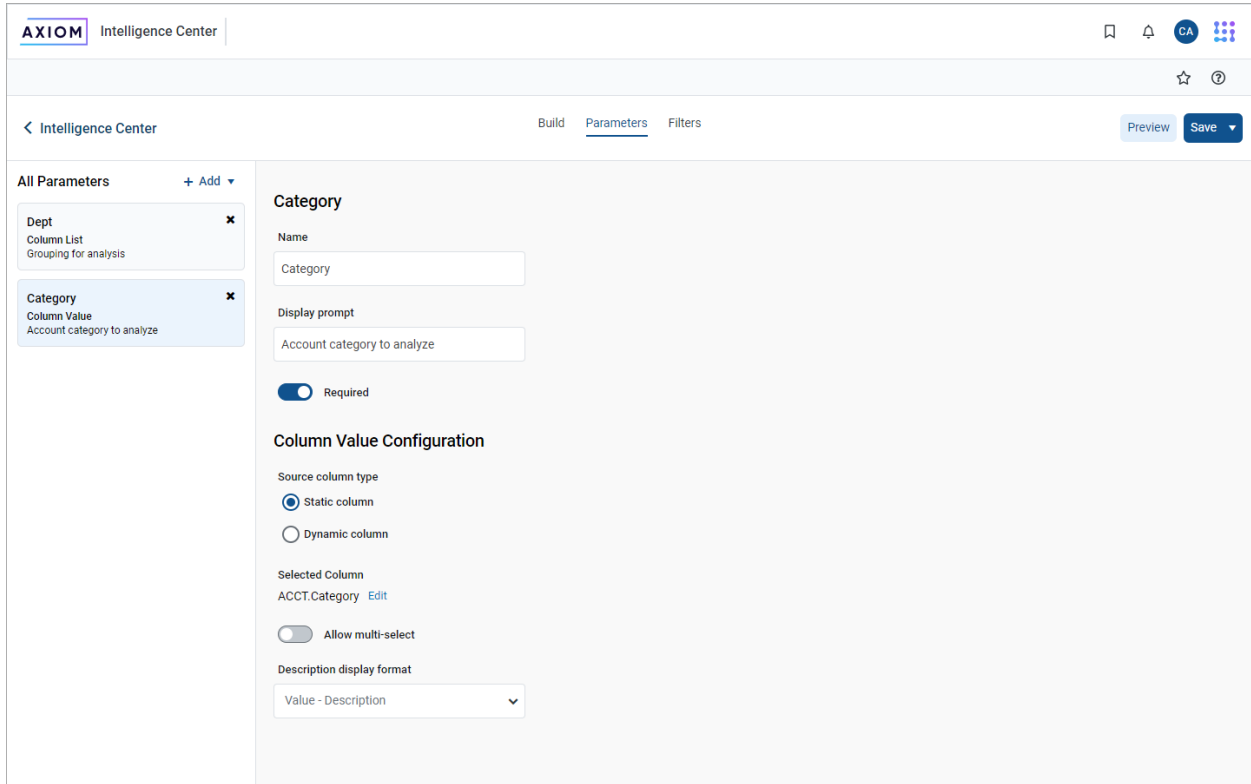 AXIOM Intelligence Center
CA
Intelligence Center
Build Parameters Filters
Preview Save
All Parameters + Add
Dept
Column List
Grouping for analysis
Category
Column Value
Account category to analyze
Category
Name
Category
Display prompt
Account category to analyze
Required
Column Value Configuration
Source column type
Static column
Dynamic column
Selected Column
ACCT.Category Edit
Allow multi-select
Description display format
Value - Description